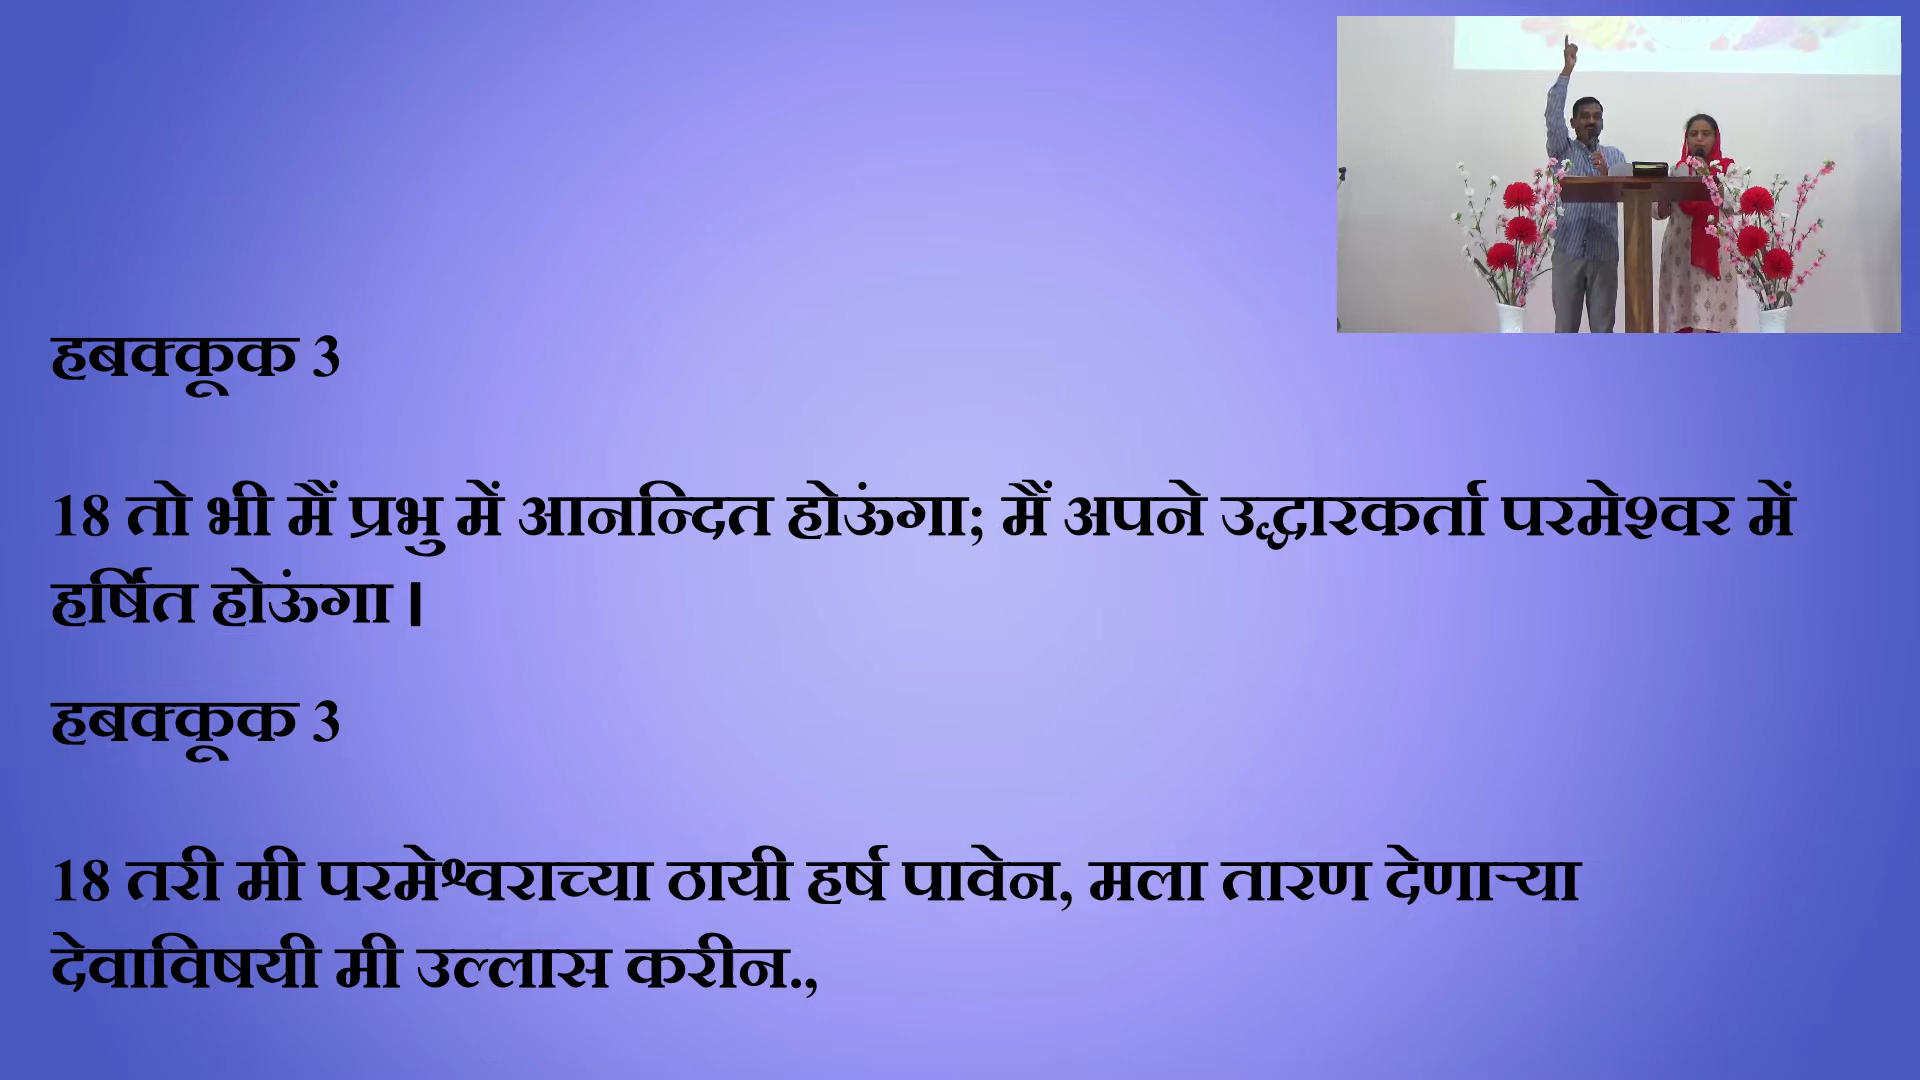 हबक्कूक 3
18 तो भी मैं प्रभु में आनन्दित होऊंगा; मैं अपने उद्धारकर्ता परमेश्वर में
हर्षित होऊंगा।
हबक्कूक 3
18 तरी मी परमेश्वराच्या ठायी हर्ष पावेन, मला तारण देणाऱ्या
देवाविषयी मी उल्लास करीन.,